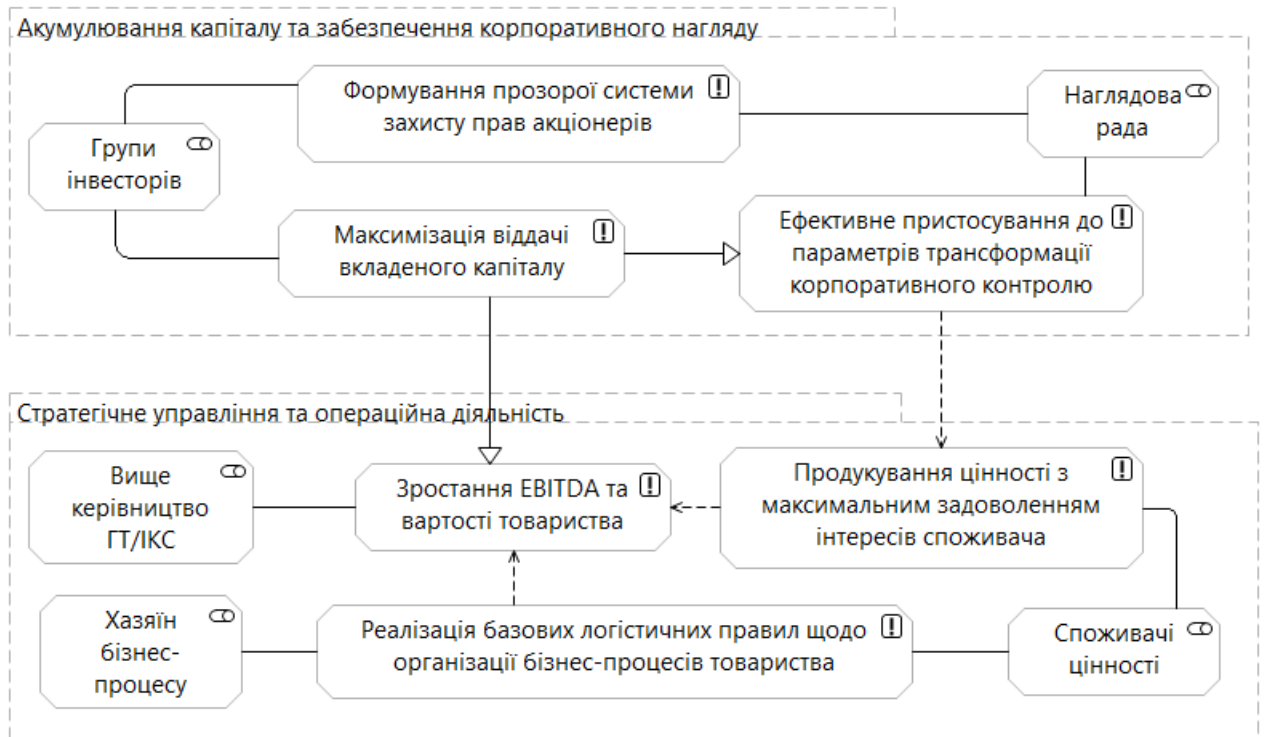 Акумулювання капіталу та забезпечення корпоративного нагляду
Формування прозорої системи
захисту прав акціонерів
Наглядова
рада
Групи
інвесторів
Максимізація віддачі
вкладеного капіталу
Ефективне пристосування до
параметрів трансформації
корпоративного контролю
Стратегічне управління та операційна діяльність
Вище
керівництво
ГТ/ІКС
Зростання EBITDA та
вартості товариства
Продукування цінності з
максимальним задоволенням
інтересів споживача
Хазяїн
бізнес-
процесу
Реалізація базових логістичних правил щодо
організації бізнес-процесів товариства
Споживачі
цінності